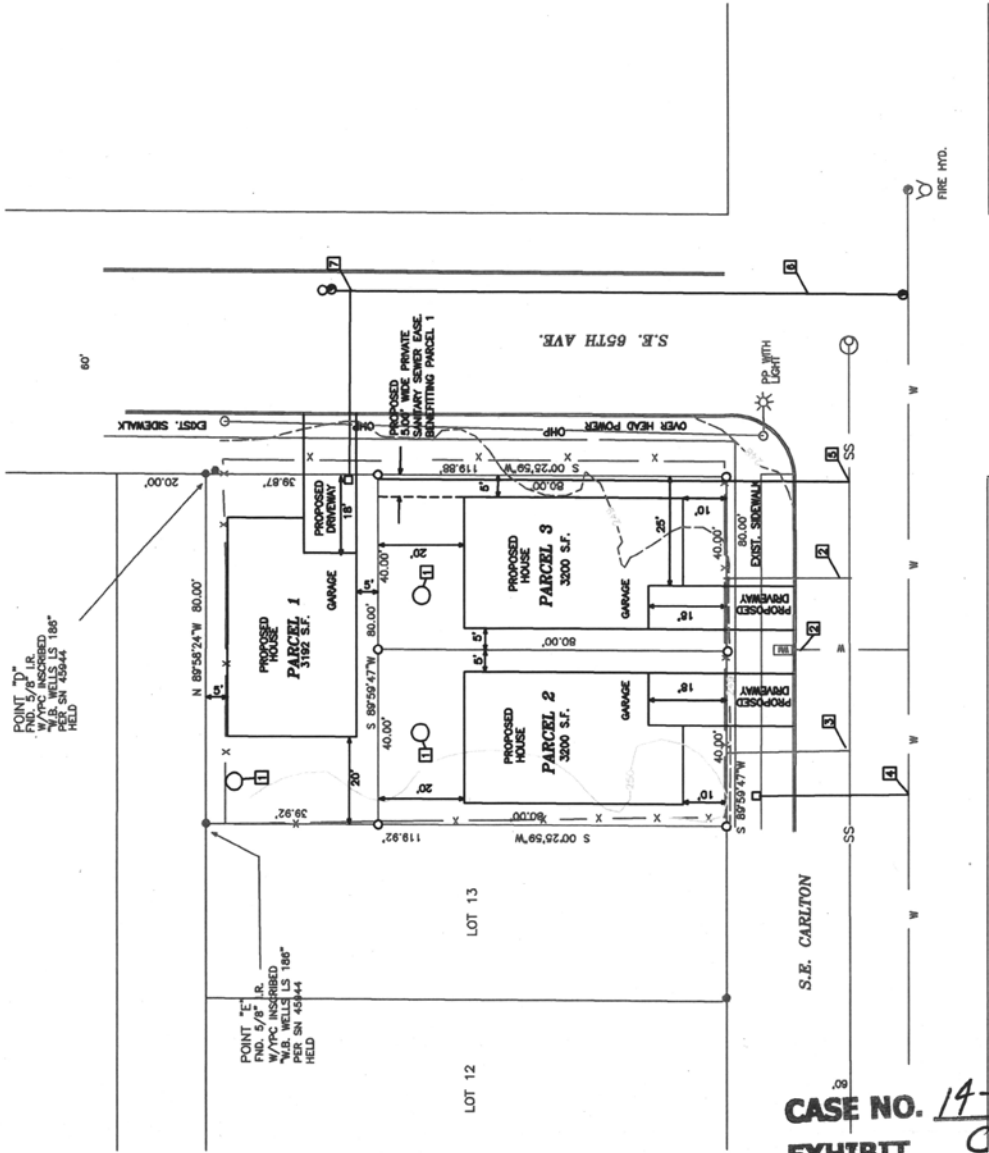 POINT "D"
FND. 5/8" I.R.
W/YPC INSCRIBED
"W.B. WELLS LS 186"
PER SN 45944
HELD
POINT "E"
FND. 5/8" I.R.
W/YPC INSCRIBED
"W.B. WELLS LS 186"
PER SN 45944
HELD
60'
20.00'
EXIST. SIDEWALK
N 89'58'24"W 80.00'
39.87'
5'
PROPOSED
HOUSE
PARCEL 1
3192 S.F.
GARAGE
PROPOSED
DRIVEWAY
18'
39.92'
20'
1
5'
7
PROPOSED
5.00' WIDE PRIVATE
SANITARY SEWER EASE.
BENEFITTING PARCEL 1
S.E. 65TH AVE.
OHP
OVER HEAD POWER
OHP
S 00'25'59"W
119.88'
80.00'
5'
S 89'59'47"W
80.00'
40.00'
40.00'
20'
1
PROPOSED
HOUSE
PARCEL 3
3200 S.F.
GARAGE
10'
25'
18'
5'
5'
80.00'
20'
1
PROPOSED
HOUSE
PARCEL 2
3200 S.F.
GARAGE
10'
18'
80.00'
119.92'
S 00'25'59"W
40.00'
40.00'
80.00'
S 89'59'47"W
EXIST. SIDEWALK
PROPOSED
DRIVEWAY
PROPOSED
DRIVEWAY
WM
PP WITH
LIGHT
6
5
2
2
3
4
SS
SS
W
W
W
W
W
W
FIRE HYD.
LOT 13
LOT 12
S.E. CARLTON
60'
CASE NO. 14-
EXHIBIT C